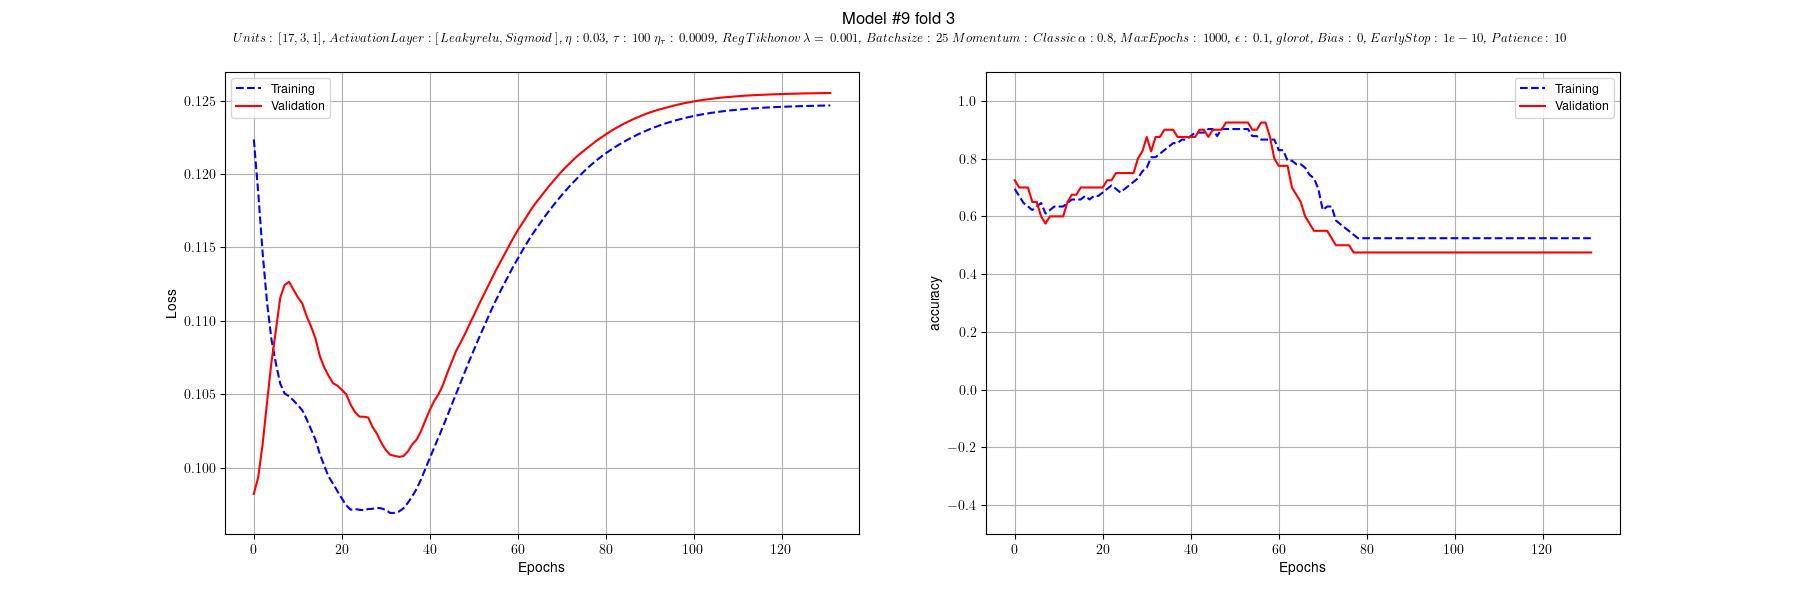 Model #9 fold 3
Units : [17, 3, 1], ActivationLayer : [Leakyrelu, Sigmoid ], η : 0.03, τ : 100 ητ : 0.0009, RegTikhonov λ = 0.001, Batchsize : 25 Momentum : Classic α : 0.8, MaxEpochs : 1000, ϵ : 0.1, glorot, Bias : 0, EarlyStop : 1e − 10, Patience : 10
Training
Validation
0.125
0.120
0.115
0.110
0.105
0.100
Loss
0 20 40 60 80 100 120
Epochs
Training
Validation
1.0
0.8
0.6
0.4
0.2
0.0
−0.2
−0.4
accuracy
0 20 40 60 80 100 120
Epochs